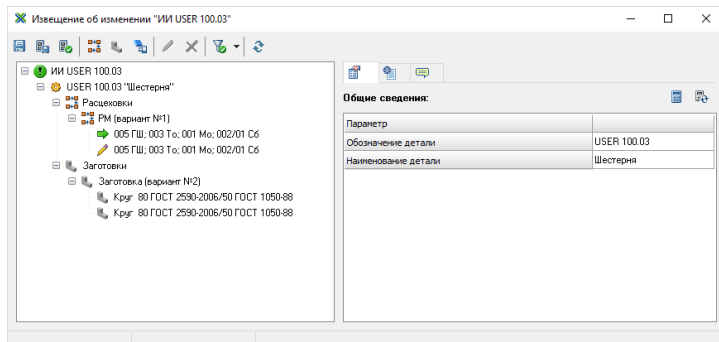 Извещение об изменении "ИИ USER 100.03"
ИИ USER 100.03
USER 100.03 "Шестерня"
Расцеховки
РМ (вариант №1)
005 ГШ; 003 То; 001 Мо; 002/01 Сб
005 ГШ; 003 То; 001 Мо; 002/01 Сб
Заготовки
Заготовка (вариант №2)
Круг 80 ГОСТ 2590-2006/50 ГОСТ 1050-88
Круг 80 ГОСТ 2590-2006/50 ГОСТ 1050-88
Общие сведения:
Параметр
Обозначение детали USER 100.03
Наименование детали Шестерня